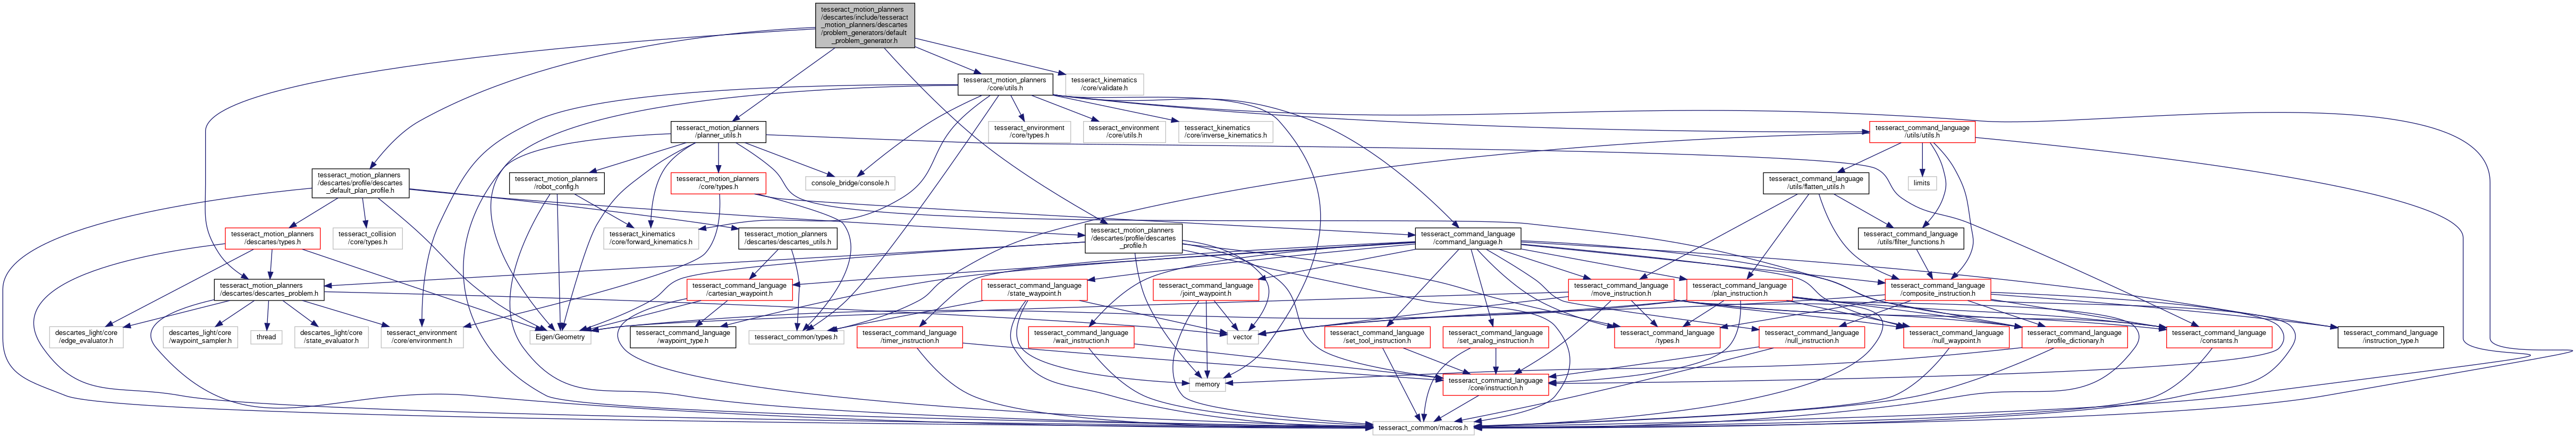 tesseract_motion_planners
/descartes/include/tesseract
_motion_planners/descartes
/problem_generators/default
_problem_generator.h
tesseract_motion_planners
/core/utils.h
tesseract_kinematics
/core/validate.h
tesseract_motion_planners
/planner_utils.h
tesseract_environment
/core/types.h
tesseract_environment
/core/utils.h
tesseract_kinematics
/core/inverse_kinematics.h
tesseract_command_language
/utils/utils.h
tesseract_motion_planners
/descartes/profile/descartes
_default_plan_profile.h
tesseract_motion_planners
/robot_config.h
tesseract_motion_planners
/core/types.h
console_bridge/console.h
tesseract_command_language
/utils/flatten_utils.h
limits
tesseract_motion_planners
/descartes/types.h
tesseract_collision
/core/types.h
tesseract_kinematics
/core/forward_kinematics.h
tesseract_motion_planners
/descartes/descartes_utils.h
tesseract_motion_planners
/descartes/profile/descartes
_profile.h
tesseract_command_language
/command_language.h
tesseract_command_language
/utils/filter_functions.h
tesseract_motion_planners
/descartes/descartes_problem.h
tesseract_command_language
/cartesian_waypoint.h
tesseract_command_language
/state_waypoint.h
tesseract_command_language
/joint_waypoint.h
tesseract_command_language
/move_instruction.h
tesseract_command_language
/plan_instruction.h
tesseract_command_language
/composite_instruction.h
descartes_light/core
/edge_evaluator.h
descartes_light/core
/waypoint_sampler.h
thread
descartes_light/core
/state_evaluator.h
tesseract_environment
/core/environment.h
Eigen/Geometry
tesseract_command_language
/waypoint_type.h
tesseract_common/types.h
tesseract_command_language
/timer_instruction.h
tesseract_command_language
/wait_instruction.h
vector
tesseract_command_language
/set_tool_instruction.h
tesseract_command_language
/set_analog_instruction.h
tesseract_command_language
/types.h
tesseract_command_language
/null_instruction.h
tesseract_command_language
/null_waypoint.h
tesseract_command_language
/profile_dictionary.h
tesseract_command_language
/constants.h
tesseract_command_language
/instruction_type.h
memory
tesseract_command_language
/core/instruction.h
tesseract_common/macros.h